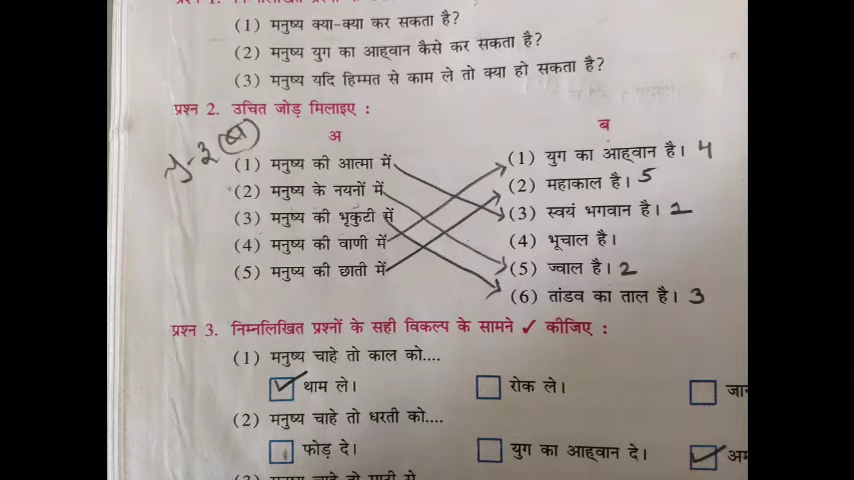 (1) मनुष्य क्या-क्या कर सकता है?
(2) मनुष्य युग का आह्वान कैसे कर सकता है?
(3) मनुष्य यदि हिम्मत से काम ले तो क्या हो सकता है?
प्रश्न 2. उचित जोड़ मिलाइए :
अ ब
(1) मनुष्य की आत्मा में (1) युग का आह्वान है। 4
(2) मनुष्य के नयनों में (2) महाकाल है। 5
(3) मनुष्य की भृकुटी में (3) स्वयं भगवान है। 1
(4) मनुष्य की वाणी में (4) भूचाल है।
(5) मनुष्य की छाती में (5) ज्वाल है। 2
(6) तांडव का ताल है। 3
प्रश्न 3. निम्नलिखित प्रश्नों के सही विकल्प के सामने ✓ कीजिए :
(1) मनुष्य चाहे तो काल को....
थाम ले। रोक ले।
(2) मनुष्य चाहे तो धरती को....
फोड़ दे। युग का आह्वान दे।